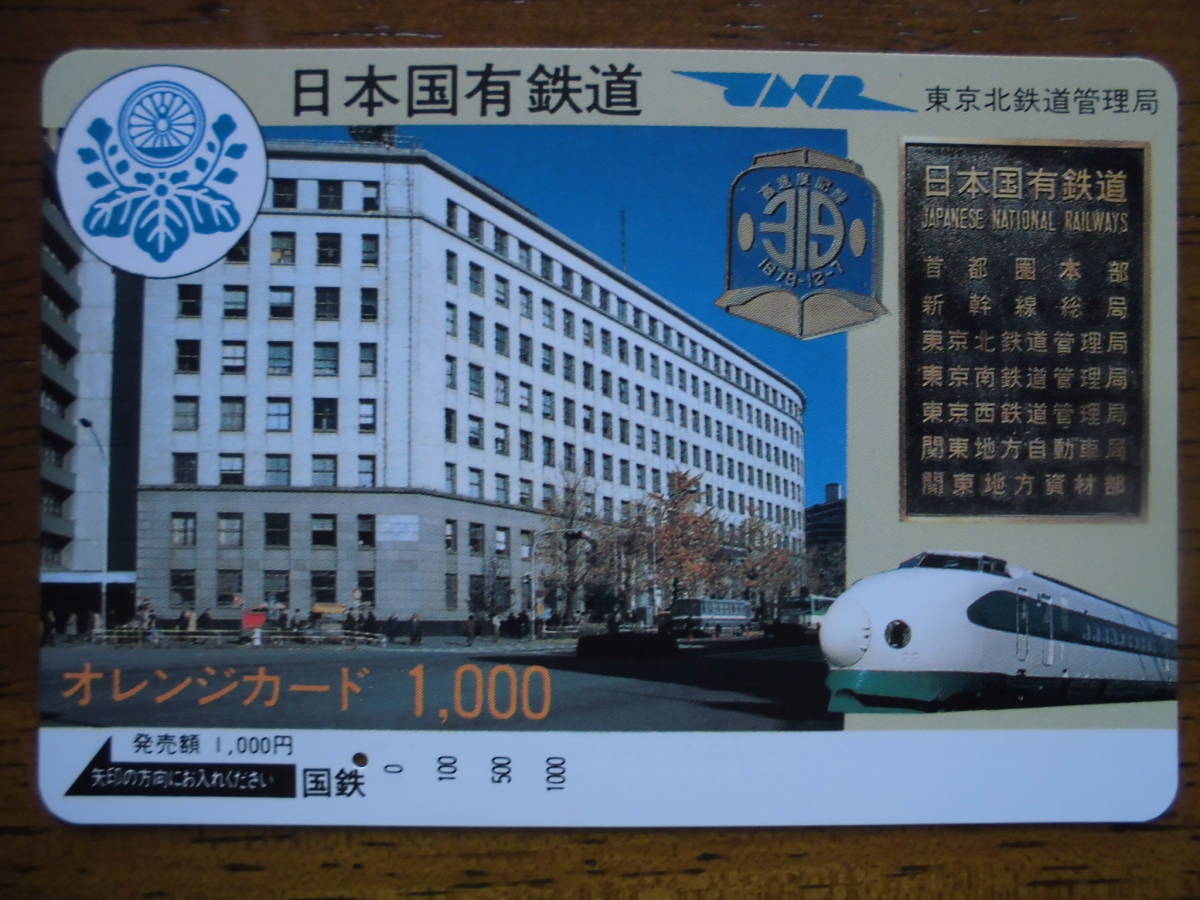 日本国有鉄道
JNR
東京北鉄道管理局
高速度記録
319
1979-12-7
日本国有鉄道
JAPANESE NATIONAL RAILWAYS
首都圏本部
新幹線総局
東京北鉄道管理局
東京南鉄道管理局
東京西鉄道管理局
関東地方自動車局
関東地方資材部
オレンジカード 1,000
発売額 1,000円
矢印の方向にお入れください
国鉄
0 100 500 1000